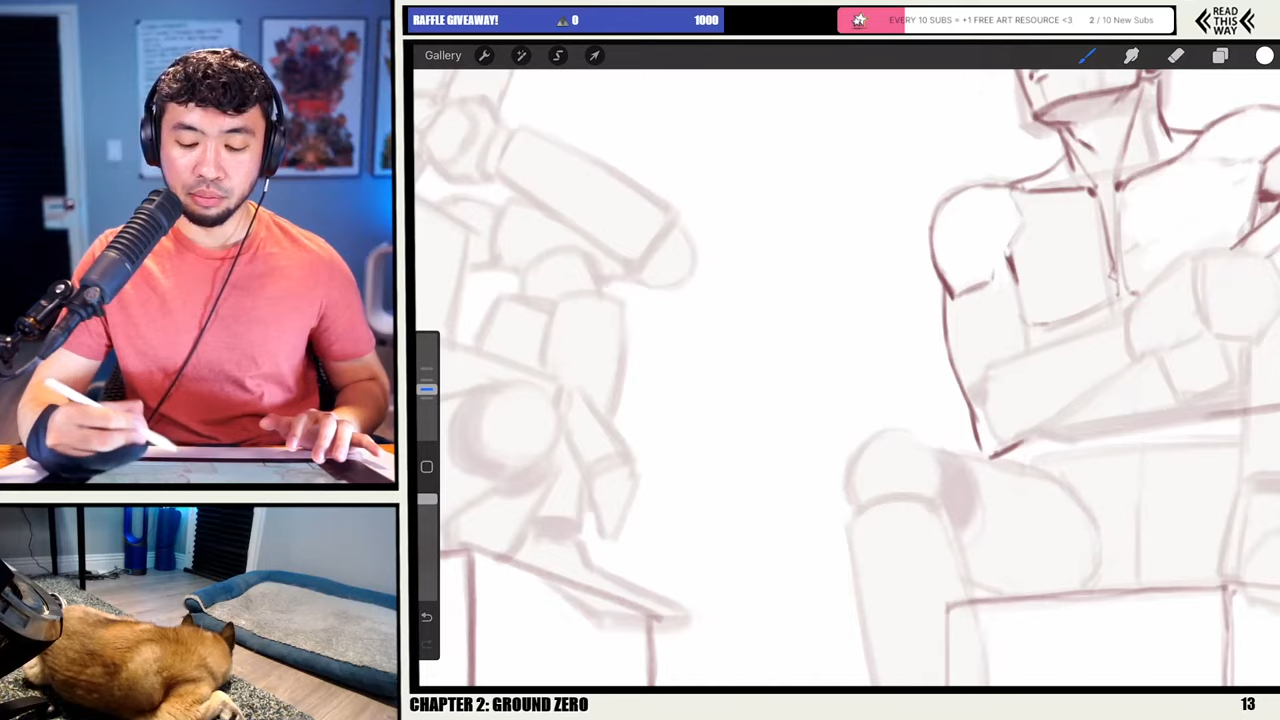 RAFFLE GIVEAWAY!
0
1000
EVERY 10 SUBS = +1 FREE ART RESOURCE <3
2 / 10 New Subs
READ
THIS
WAY
Gallery
CHAPTER 2: GROUND ZERO
13